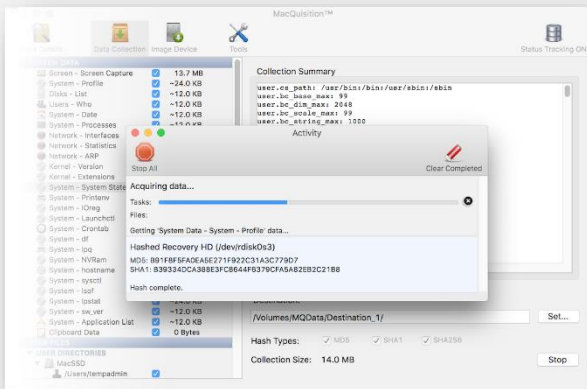 MacQuisition™
Data Collection
Image Device
Tools
Status Tracking ON
SYSTEM DATA
Screen - Screen Capture 13.7 MB
System - Profile ~24.0 KB
Disks - List ~12.0 KB
Users - Who ~12.0 KB
System - Date ~12.0 KB
System - Processes ~12.0 KB
Network - Interfaces
Network - Statistics
Network - ARP
Kernel - Version
Kernel - Extensions
System - System State
System - Printenv
System - IOreg
System - Launchctl
System - Crontab
System - df
System - ipq
System - NVRam
System - hostname
System - sysctl
System - lsof
System - ipstat ~24.0 KB
System - sw_ver ~12.0 KB
System - Application List ~12.0 KB
Clipboard Data 0 Bytes
USER FILES
USER DIRECTORIES
MacSSD
/Users/tempadmin
Collection Summary
user.cs_path: /usr/bin:/bin:/usr/sbin:/sbin
user.bc_base_max: 99
user.bc_dim_max: 2048
user.bc_scale_max: 99
user.bc_string_max: 1000
Activity
Stop All
Clear Completed
Acquiring data...
Tasks:
Files:
Getting 'System Data - System - Profile' data...
Hashed Recovery HD (/dev/rdisk0s3)
MD5: B91F8F5FA0EA5E271F922C31A3C779D7
SHA1: B39334DCA388E3FC8644F6379CFA5A82EB2C21B8
Hash complete.
Destination:
/Volumes/MQData/Destination_1/
Set...
Hash Types: MD5 SHA1 SHA256
Collection Size: 14.0 MB
Stop